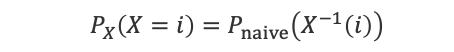 P_X(X = i) = P_naive(X^{-1}(i))